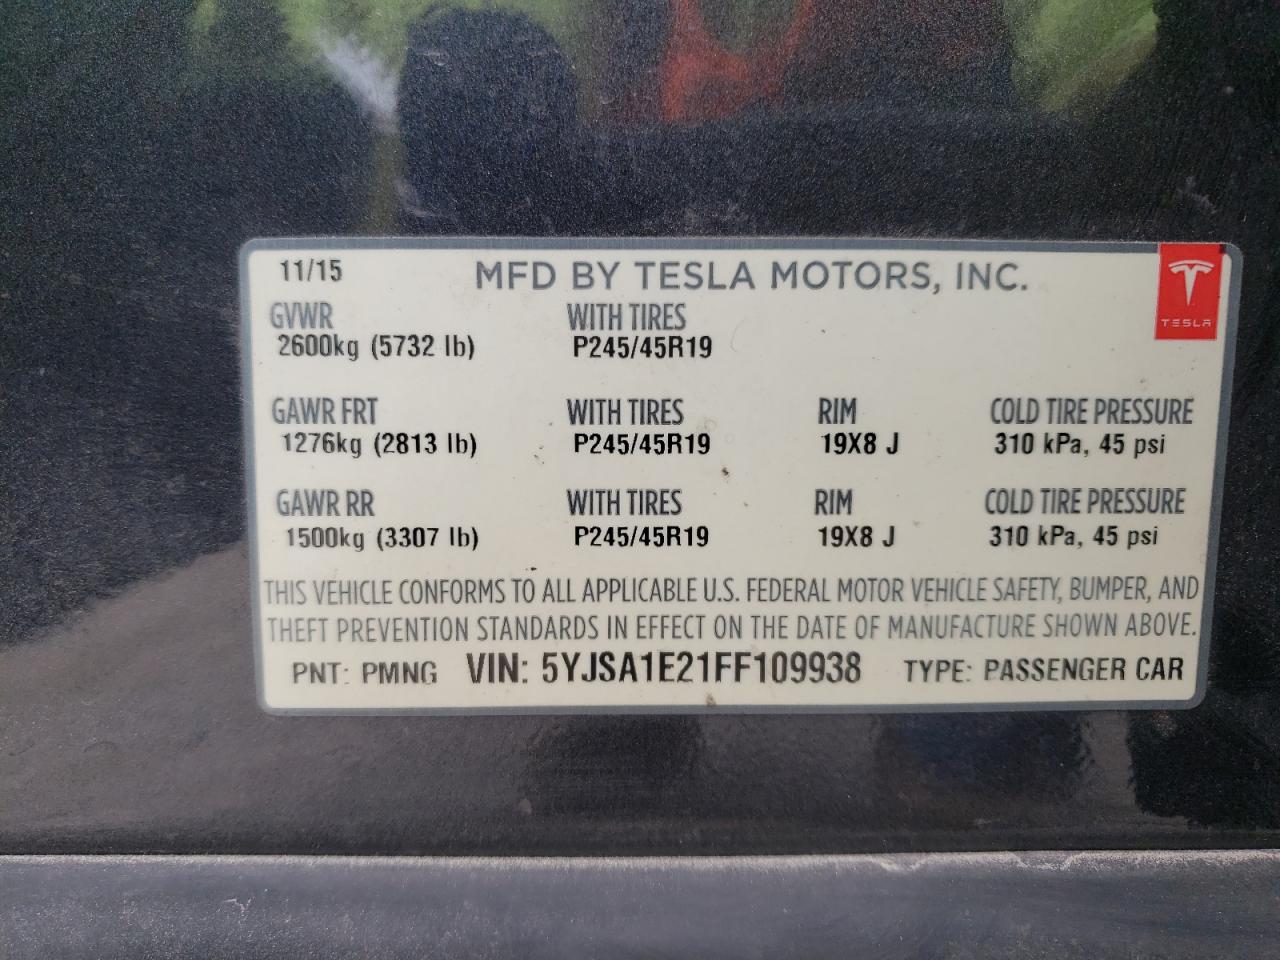 11/15 MFD BY TESLA MOTORS, INC. TESLA
GVWR WITH TIRES
2600kg (5732 lb) P245/45R19
GAWR FRT WITH TIRES RIM COLD TIRE PRESSURE
1276kg (2813 lb) P245/45R19 19X8 J 310 kPa, 45 psi
GAWR RR WITH TIRES RIM COLD TIRE PRESSURE
1500kg (3307 lb) P245/45R19 19X8 J 310 kPa, 45 psi
THIS VEHICLE CONFORMS TO ALL APPLICABLE U.S. FEDERAL MOTOR VEHICLE SAFETY, BUMPER, AND
THEFT PREVENTION STANDARDS IN EFFECT ON THE DATE OF MANUFACTURE SHOWN ABOVE.
PNT: PMNG VIN: 5YJSA1E21FF109938 TYPE: PASSENGER CAR